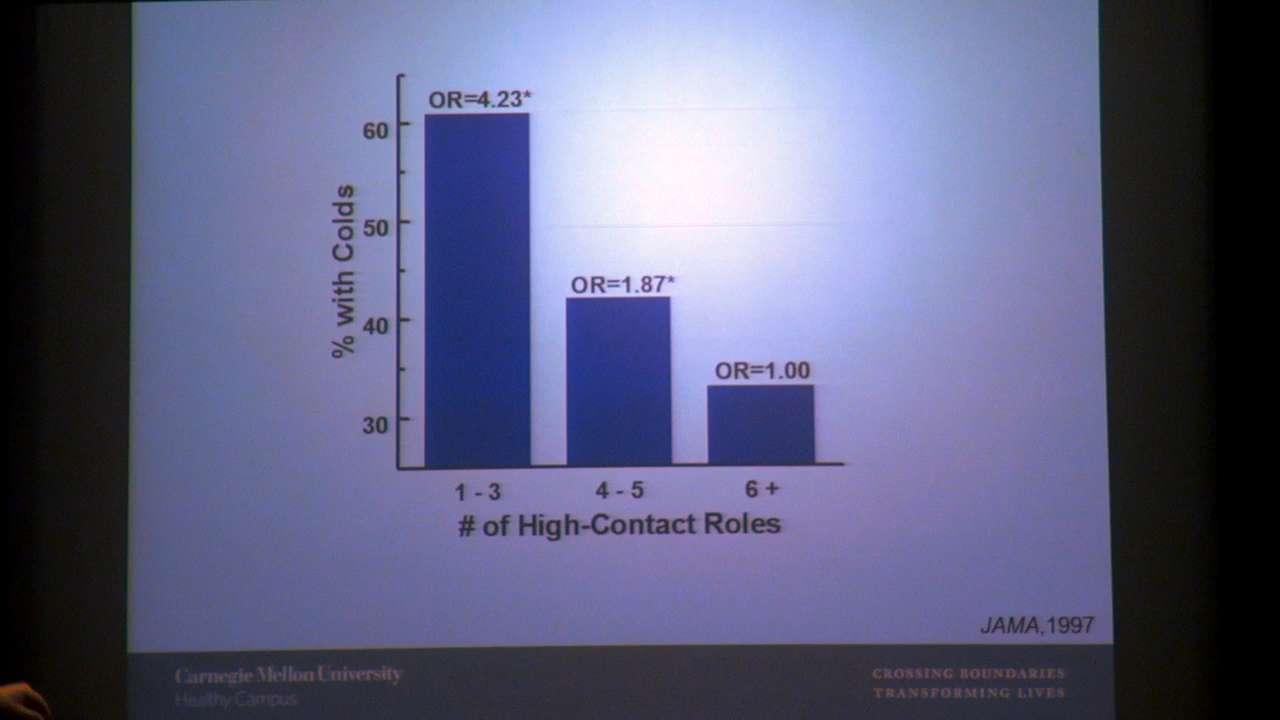 OR=4.23*
60
50
OR=1.87*
40
OR=1.00
30
% with Colds
1 - 3
4 - 5
6 +
# of High-Contact Roles
JAMA,1997
Carnegie Mellon University
Healthy Campus
CROSSING BOUNDARIES
TRANSFORMING LIVES